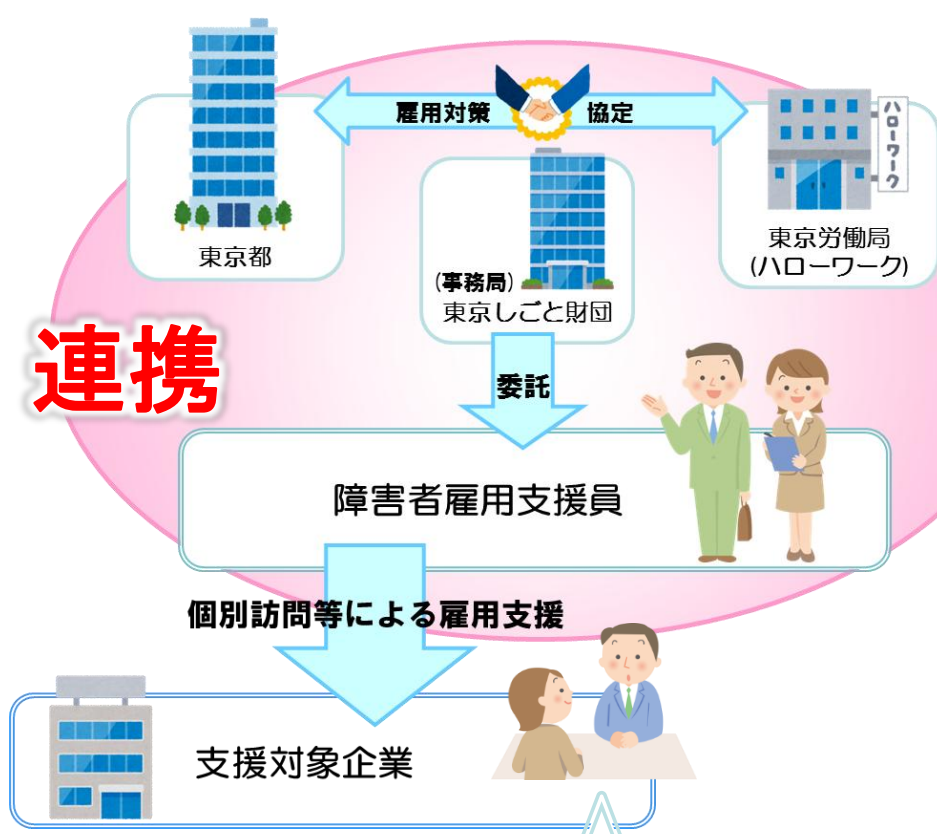 雇用対策 協定
ハローワーク
東京都
東京労働局
(ハローワーク)
(事務局)
東京しごと財団
連携
委託
障害者雇用支援員
個別訪問等による雇用支援
支援対象企業